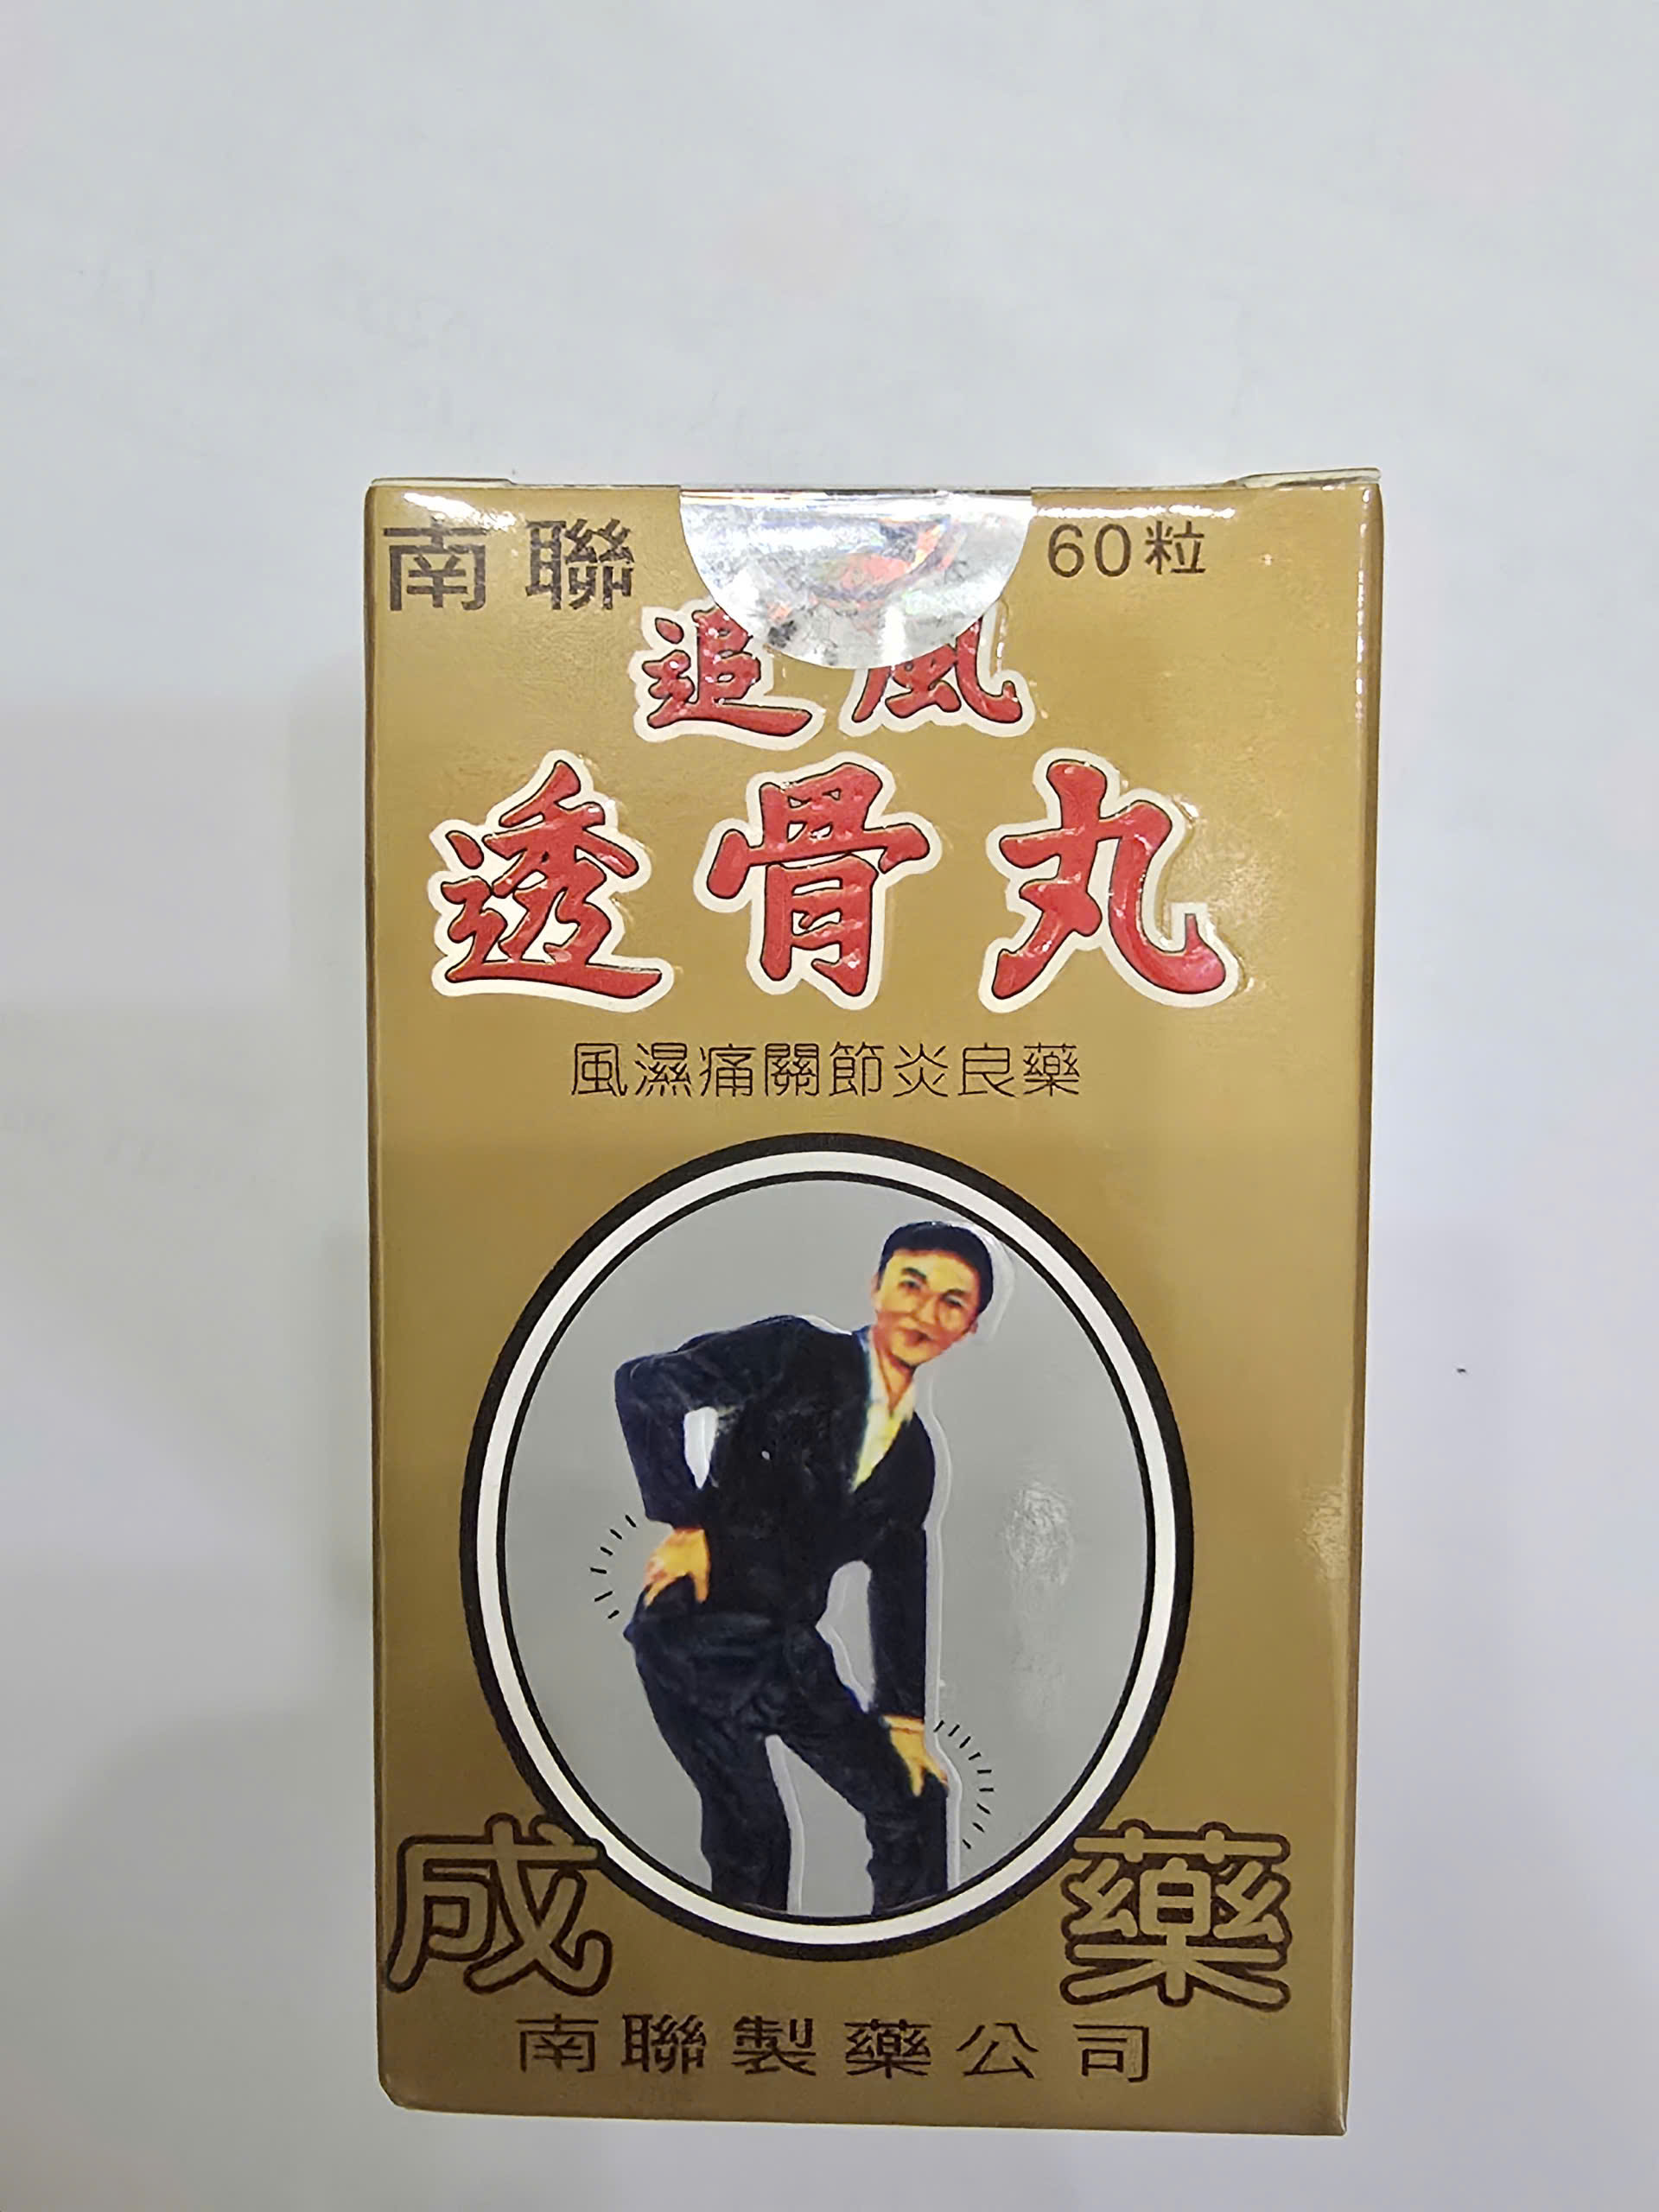 南聯
60粒
追風
透骨丸
風濕痛關節炎良藥
成藥
南聯製藥公司